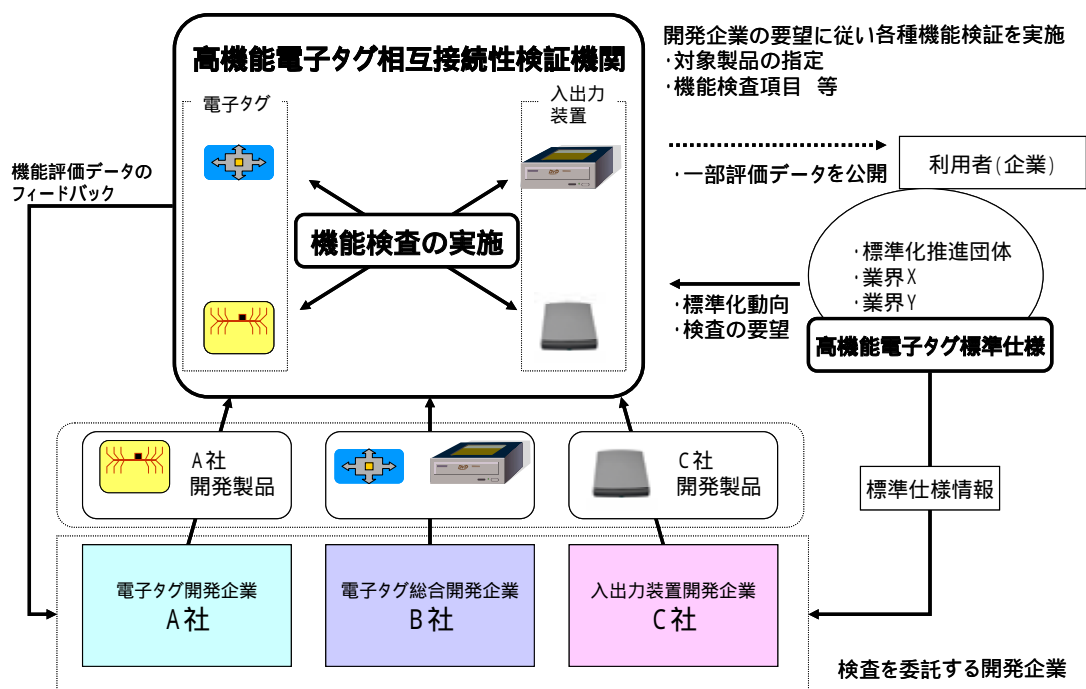 高機能電子タグ相互接続性検証機関
電子タグ
入出力
装置
機能検査の実施
開発企業の要望に従い各種機能検証を実施
・対象製品の指定
・機能検査項目 等
・一部評価データを公開
利用者(企業)
機能評価データの
フィードバック
・標準化推進団体
・業界X
・業界Y
・標準化動向
・検査の要望
高機能電子タグ標準仕様
A社
開発製品
C社
開発製品
標準仕様情報
電子タグ開発企業
A社
電子タグ総合開発企業
B社
入出力装置開発企業
C社
検査を委託する開発企業